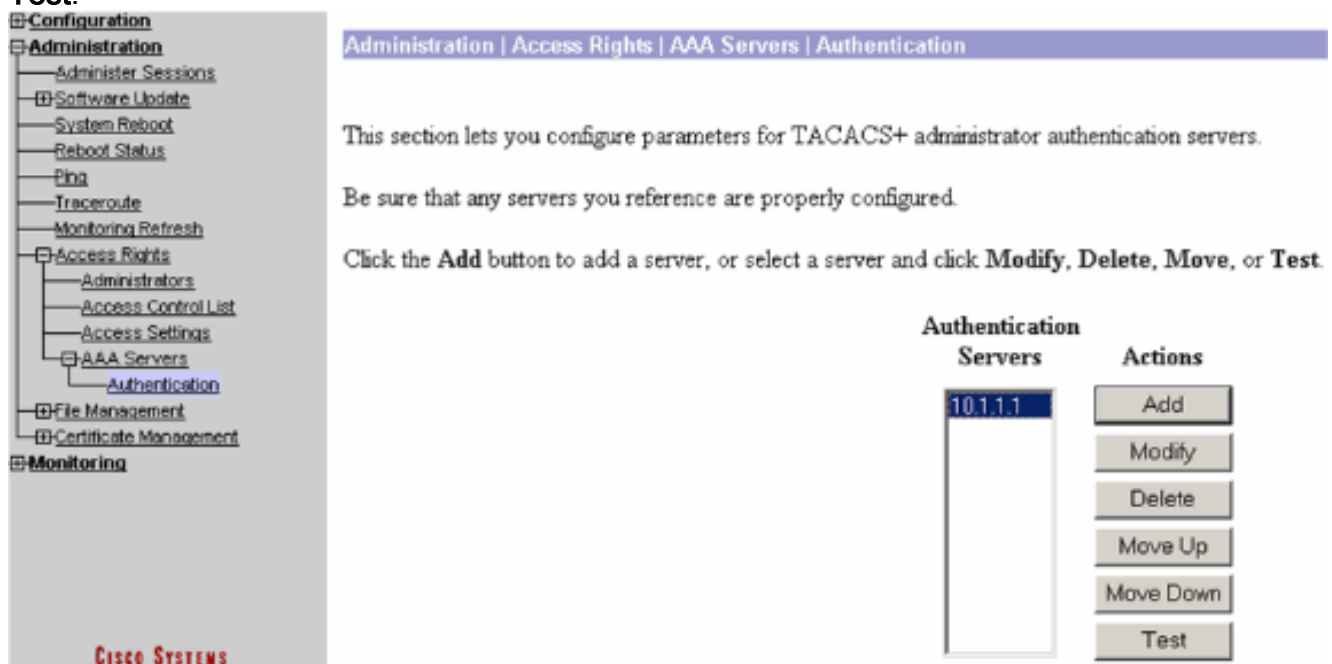 Test.
Configuration
Administration
Administer Sessions
Software Update
System Reboot
Reboot Status
Ping
Traceroute
Monitoring Refresh
Access Rights
Administrators
Access Control List
Access Settings
AAA Servers
Authentication
File Management
Certificate Management
Monitoring
CISCO SYSTEMS
Administration | Access Rights | AAA Servers | Authentication
This section lets you configure parameters for TACACS+ administrator authentication servers.
Be sure that any servers you reference are properly configured.
Click the Add button to add a server, or select a server and click Modify, Delete, Move, or Test.
Authentication
Servers
Actions
10.1.1.1
Add
Modify
Delete
Move Up
Move Down
Test